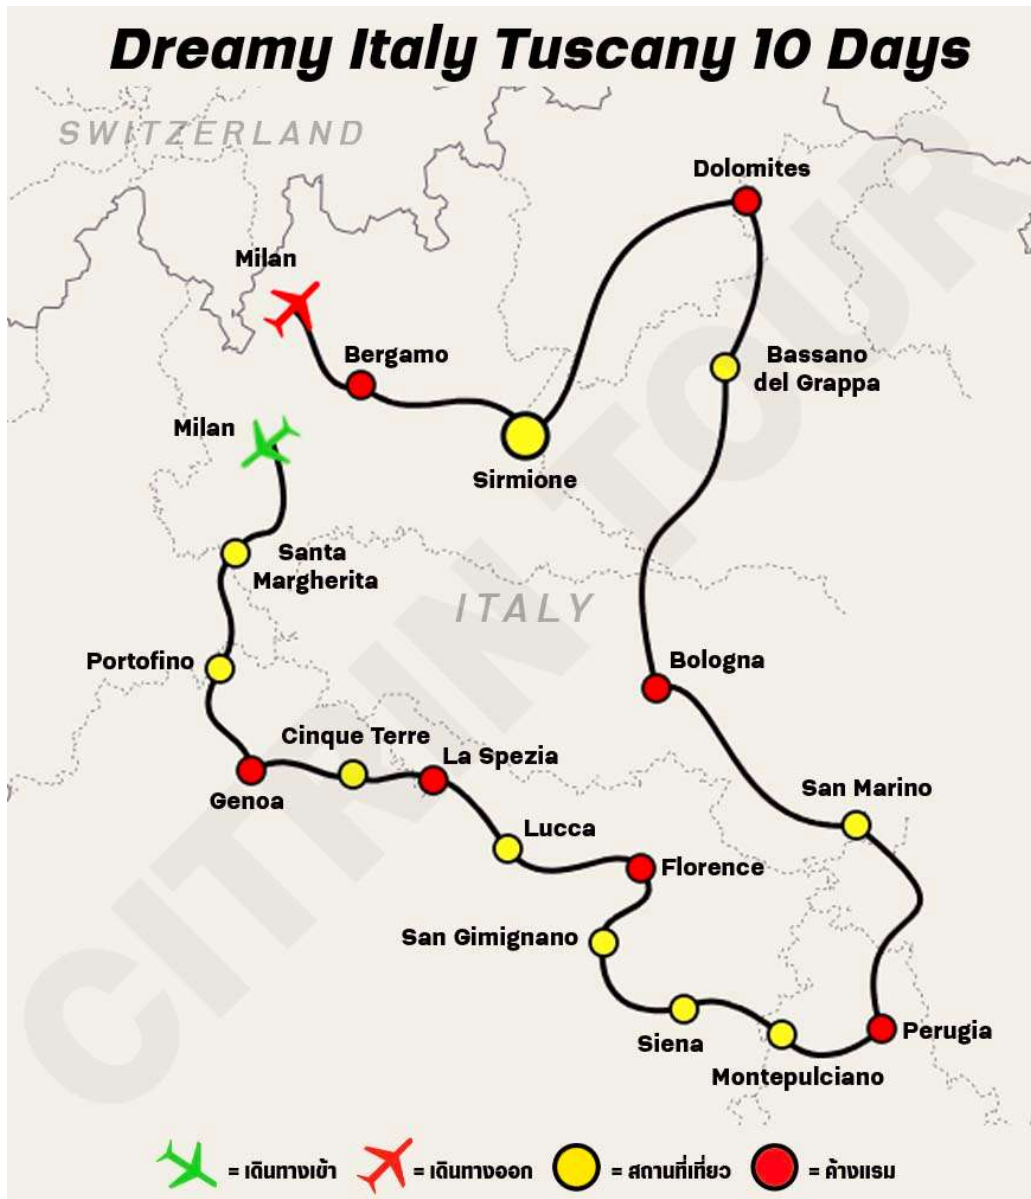 Dreamy Italy Tuscany 10 Days
SWITZERLAND
Dolomites
Milan
Bergamo
Bassano
del Grappa
Milan
Sirmione
Santa
Margherita
ITALY
Portofino
Bologna
Cinque Terre
La Spezia
Genoa
San Marino
Lucca
Florence
San Gimignano
Siena
Perugia
Montepulciano
CITRIN TOUR
= เดินทางเข้า
= เดินทางออก
= สถานที่เที่ยว
= ค้างแรม